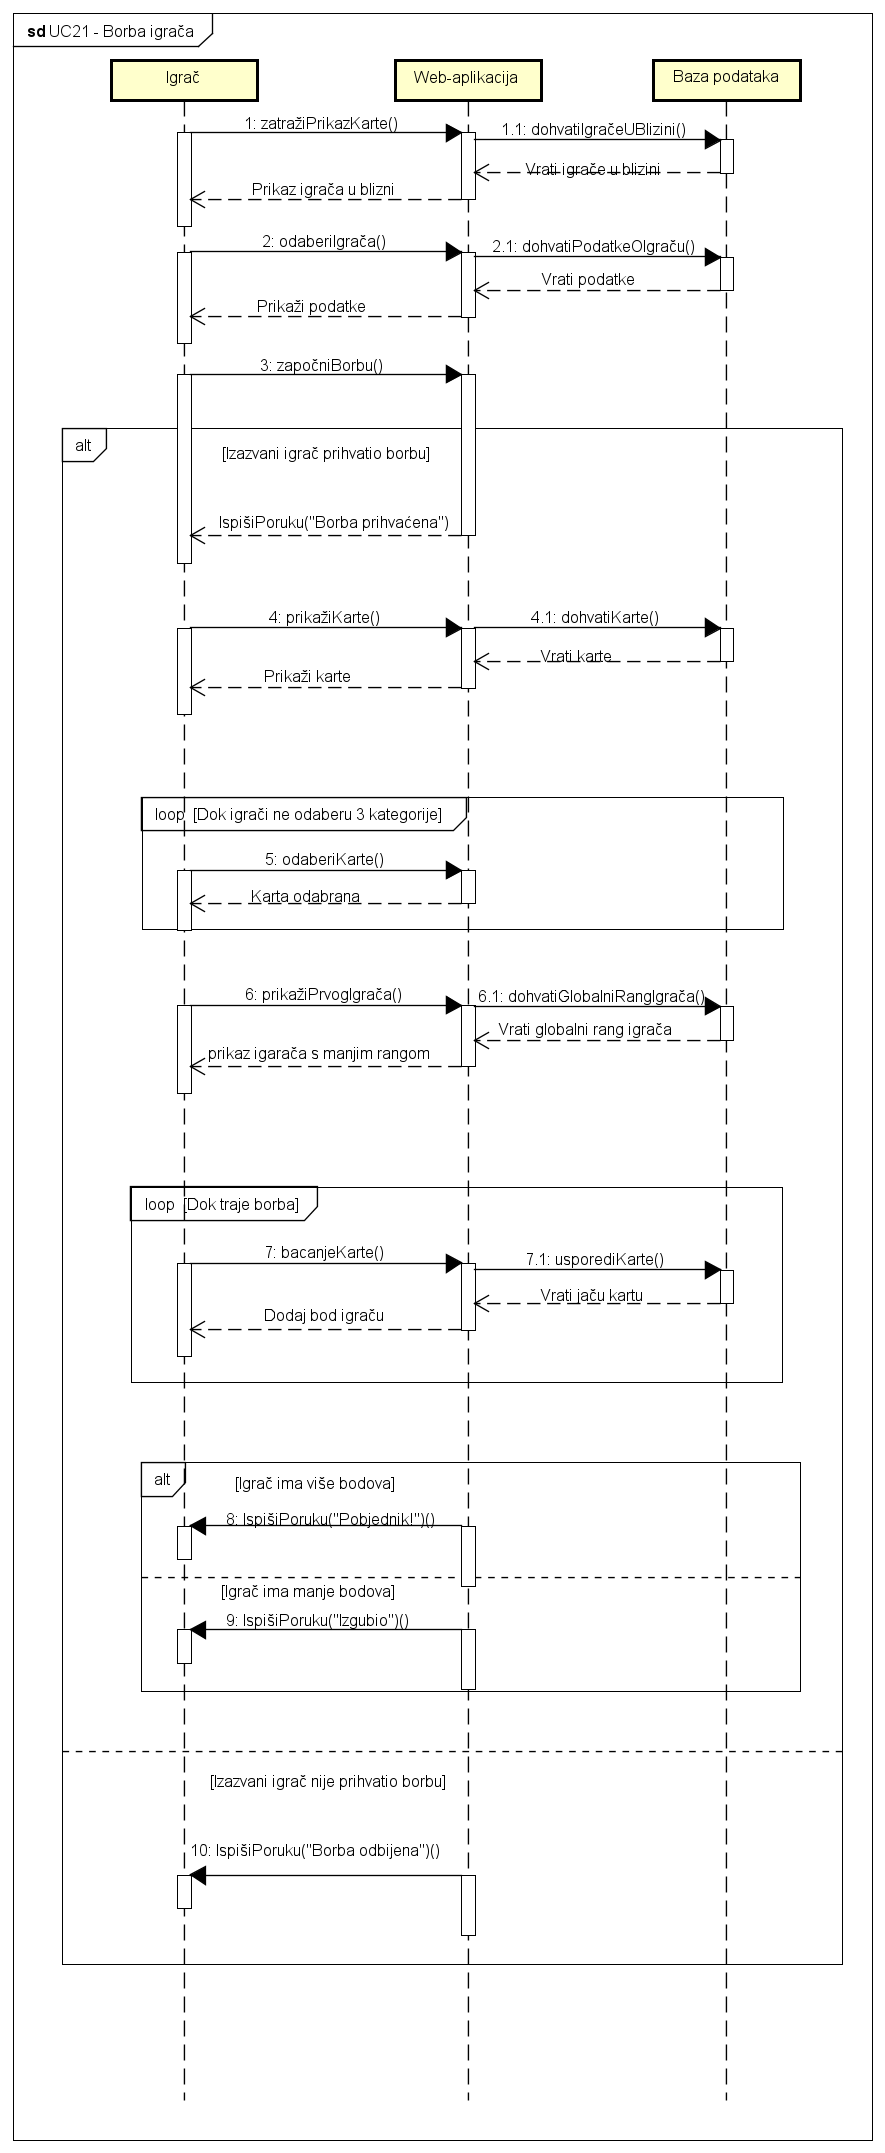 sd UC21 - Borba igrača
Igrač
Web-aplikacija
Baza podataka
1: zatražiPrikazKarte()
1.1: dohvatiIgračeUBlizini()
Vrati igrače u blizini
Prikaz igrača u blizni
2: odaberiIgrača()
2.1: dohvatiPodatkeOIgraču()
Vrati podatke
Prikaži podatke
3: započniBorbu()
alt
[Izazvani igrač prihvatio borbu]
IspišiPoruku("Borba prihvaćena")
4: prikažiKarte()
4.1: dohvatiKarte()
Vrati karte
Prikaži karte
loop [Dok igrači ne odaberu 3 kategorije]
5: odaberiKarte()
Karta odabrana
6: prikažiPrvogIgrača()
6.1: dohvatiGlobalniRangIgrača()
Vrati globalni rang igrača
prikaz igarača s manjim rangom
loop [Dok traje borba]
7: bacanjeKarte()
7.1: usporediKarte()
Vrati jaču kartu
Dodaj bod igraču
alt
[Igrač ima više bodova]
8: IspišiPoruku("Pobjednik!")()
[Igrač ima manje bodova]
9: IspišiPoruku("Izgubio")()
[Izazvani igrač nije prihvatio borbu]
10: IspišiPoruku("Borba odbijena")()